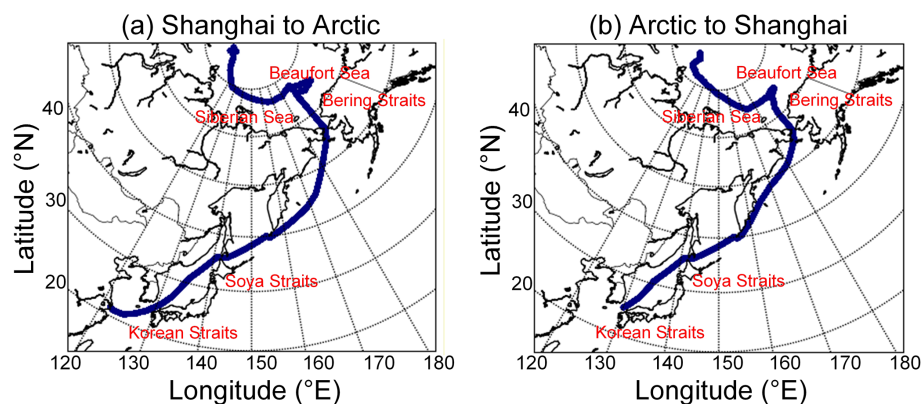 (a) Shanghai to Arctic
Beaufort Sea
Bering Straits
Siberian Sea
Soya Straits
Korean Straits
40
30
20
Latitude (°N)
120 130 140 150 160 170 180
Longitude (°E)
(b) Arctic to Shanghai
Beaufort Sea
Bering Straits
Siberian Sea
Soya Straits
Korean Straits
40
30
20
Latitude (°N)
120 130 140 150 160 170 180
Longitude (°E)